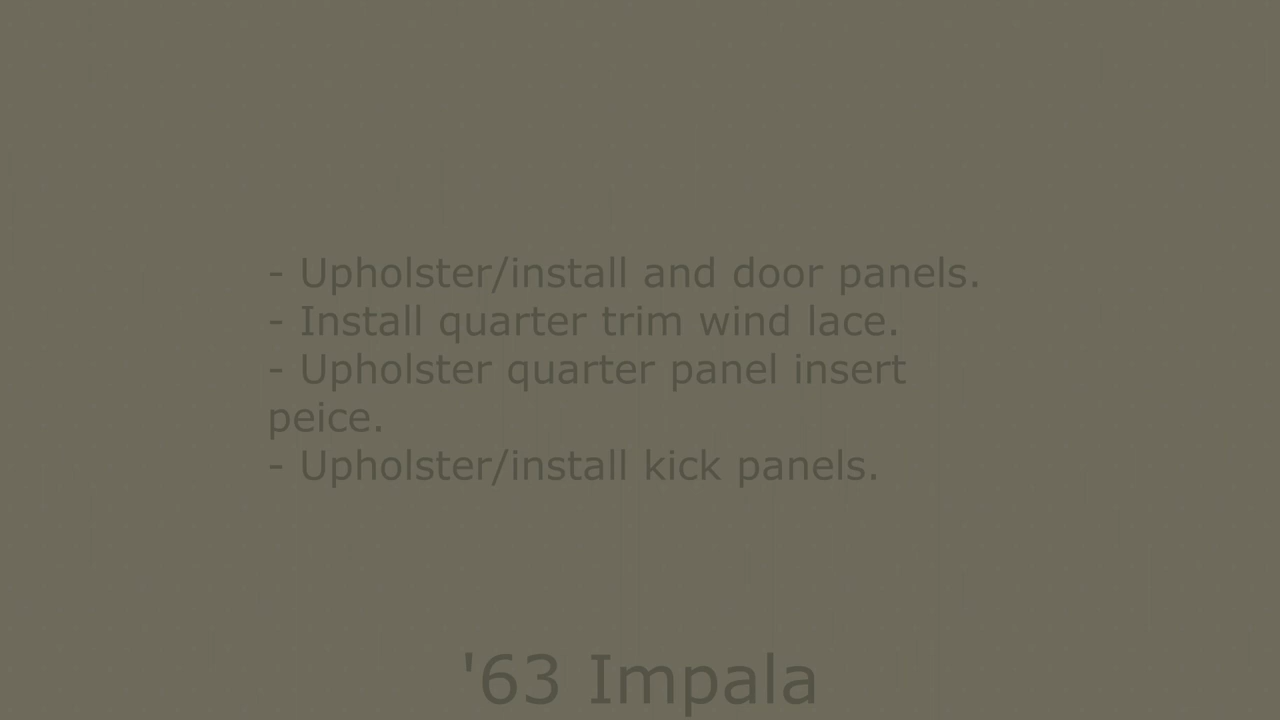 - Upholster/install and door panels.
- Install quarter trim wind lace.
- Upholster quarter panel insert
peice.
- Upholster/install kick panels.
'63 Impala